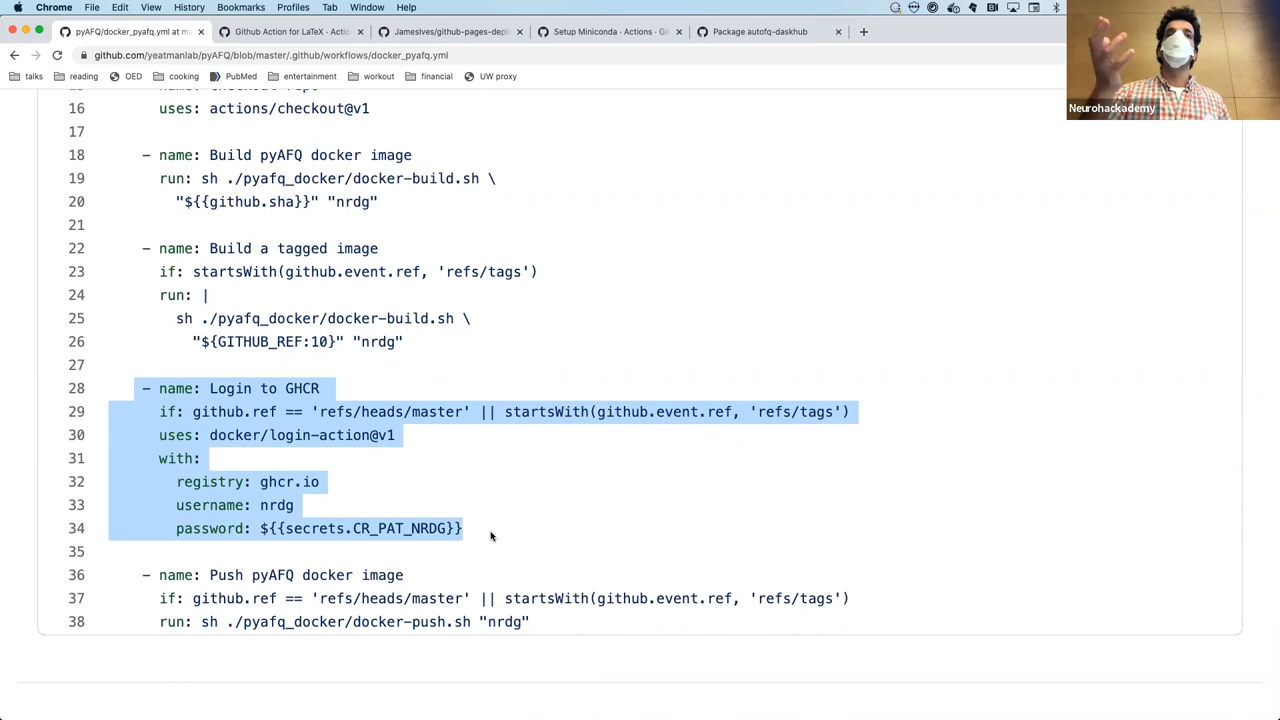 Chrome File Edit View History Bookmarks Profiles Tab Window Help
pyAFQ/docker_pyafq.yml at ma
Github Action for LaTeX · Actio
JamesIves/github-pages-depl
Setup Miniconda · Actions · Git
Package autofq-daskhub
github.com/yeatmanlab/pyAFQ/blob/master/.github/workflows/docker_pyafq.yml
talks reading OED cooking PubMed entertainment workout financial UW proxy
Neurohackademy
16 uses: actions/checkout@v1
17
18 - name: Build pyAFQ docker image
19 run: sh ./pyafq_docker/docker-build.sh \
20 "${{github.sha}}" "nrdg"
21
22 - name: Build a tagged image
23 if: startsWith(github.event.ref, 'refs/tags')
24 run: |
25 sh ./pyafq_docker/docker-build.sh \
26 "${GITHUB_REF:10}" "nrdg"
27
28 - name: Login to GHCR
29 if: github.ref == 'refs/heads/master' || startsWith(github.event.ref, 'refs/tags')
30 uses: docker/login-action@v1
31 with:
32 registry: ghcr.io
33 username: nrdg
34 password: ${{secrets.CR_PAT_NRDG}}
35
36 - name: Push pyAFQ docker image
37 if: github.ref == 'refs/heads/master' || startsWith(github.event.ref, 'refs/tags')
38 run: sh ./pyafq_docker/docker-push.sh "nrdg"